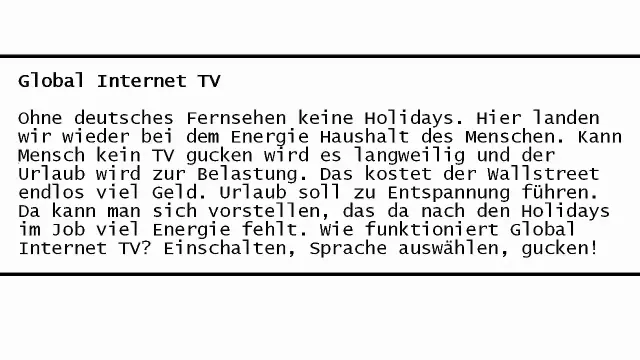 Global Internet TV
Ohne deutsches Fernsehen keine Holidays. Hier landen
wir wieder bei dem Energie Haushalt des Menschen. Kann
Mensch kein TV gucken wird es langweilig und der
Urlaub wird zur Belastung. Das kostet der Wallstreet
endlos viel Geld. Urlaub soll zu Entspannung führen.
Da kann man sich vorstellen, das da nach den Holidays
im Job viel Energie fehlt. Wie funktioniert Global
Internet TV? Einschalten, Sprache auswählen, gucken!